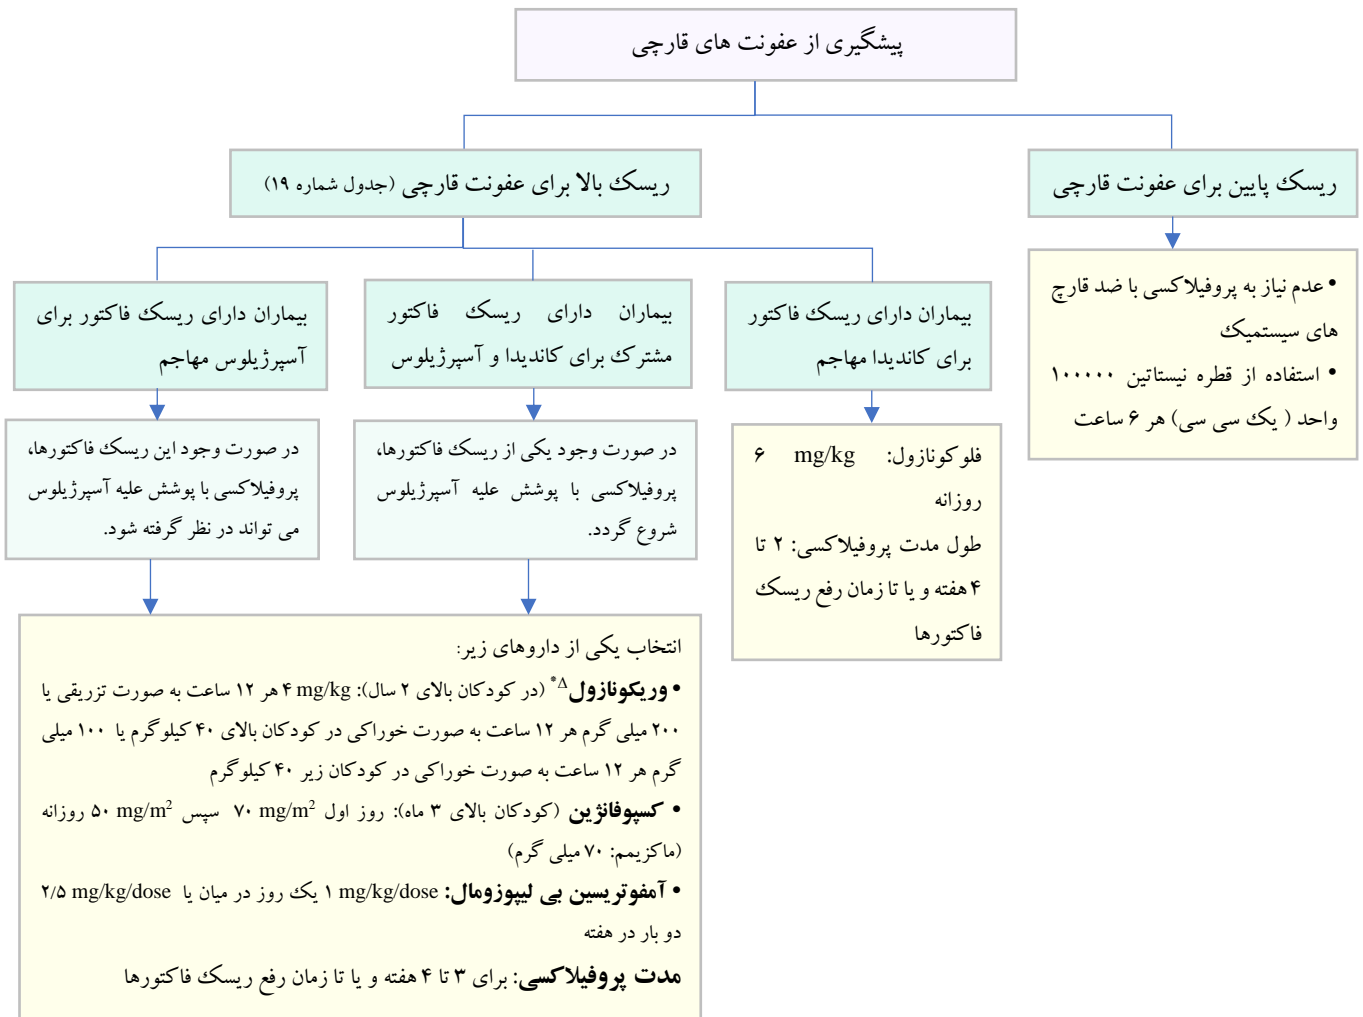 پیشگیری از عفونت های قارچی
ریسک پایین برای عفونت قارچی
• عدم نیاز به پروفیلاکسی با ضد قارچ
های سیستمیک
• استفاده از قطره نیستاتین ۱۰۰۰۰۰
واحد ( یک سی سی) هر ۶ ساعت
ریسک بالا برای عفونت قارچی (جدول شماره ۱۹)
بیماران دارای ریسک فاکتور
برای کاندیدا مهاجم
فلوکونازول: ۶ mg/kg
روزانه
طول مدت پروفیلاکسی: ۲ تا
۴ هفته و یا تا زمان رفع ریسک
فاکتورها
بیماران دارای ریسک فاکتور
مشترک برای کاندیدا و آسپرژیلوس
در صورت وجود یکی از ریسک فاکتورها،
پروفیلاکسی با پوشش علیه آسپرژیلوس
شروع گردد.
بیماران دارای ریسک فاکتور برای
آسپرژیلوس مهاجم
در صورت وجود این ریسک فاکتورها،
پروفیلاکسی با پوشش علیه آسپرژیلوس
می تواند در نظر گرفته شود.
انتخاب یکی از داروهای زیر:
• وریکونازول*Δ (در کودکان بالای ۲ سال): ۴ mg/kg هر ۱۲ ساعت به صورت تزریقی یا
۲۰۰ میلی گرم هر ۱۲ ساعت به صورت خوراکی در کودکان بالای ۴۰ کیلوگرم یا ۱۰۰ میلی
گرم هر ۱۲ ساعت به صورت خوراکی در کودکان زیر ۴۰ کیلوگرم
• کسپوفانژین (کودکان بالای ۳ ماه): روز اول ۷۰ mg/m² سپس ۵۰ mg/m² روزانه
(ماکزیمم: ۷۰ میلی گرم)
• آمفوتریسین بی لیپوزومال: ۱ mg/kg/dose یک روز در میان یا ۲/۵ mg/kg/dose
دو بار در هفته
مدت پروفیلاکسی: برای ۳ تا ۴ هفته و یا تا زمان رفع ریسک فاکتورها